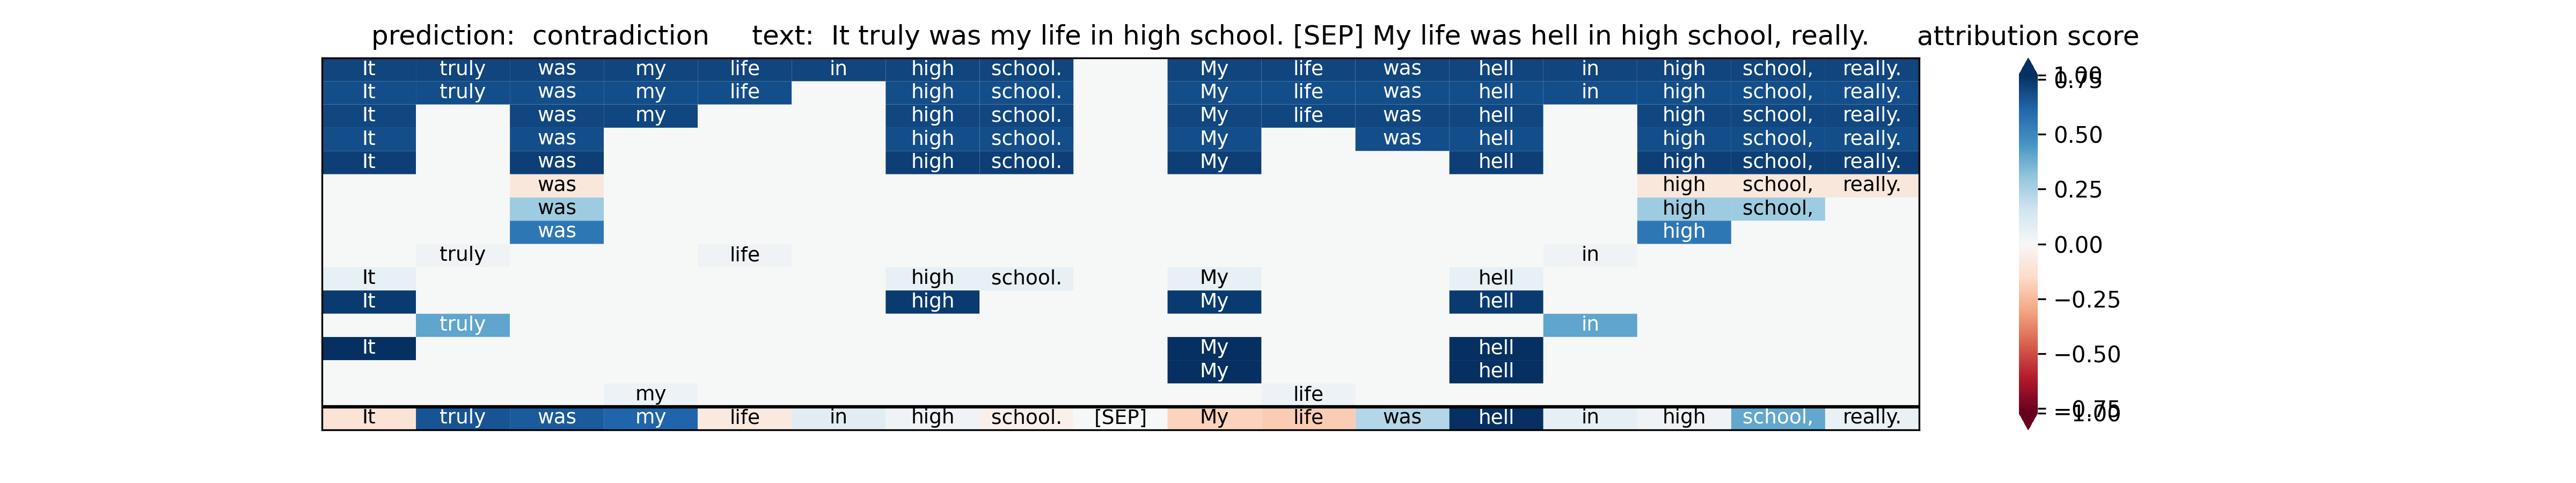 prediction: contradiction text: It truly was my life in high school. [SEP] My life was hell in high school, really. attribution score
It truly was my life in high school. My life was hell in high school, really.
It truly was my life high school. My life was hell in high school, really.
It was my high school. My life was hell high school, really.
It was high school. My was hell high school, really.
It was high school. My hell high school, really.
was high school, really.
was high school,
was high
truly life in
It high school. My hell
It high My hell
truly in
It My hell
My hell
my life
It truly was my life in high school. [SEP] My life was hell in high school, really.
1.00
0.75
0.50
0.25
0.00
−0.25
−0.50
−0.75
−1.00